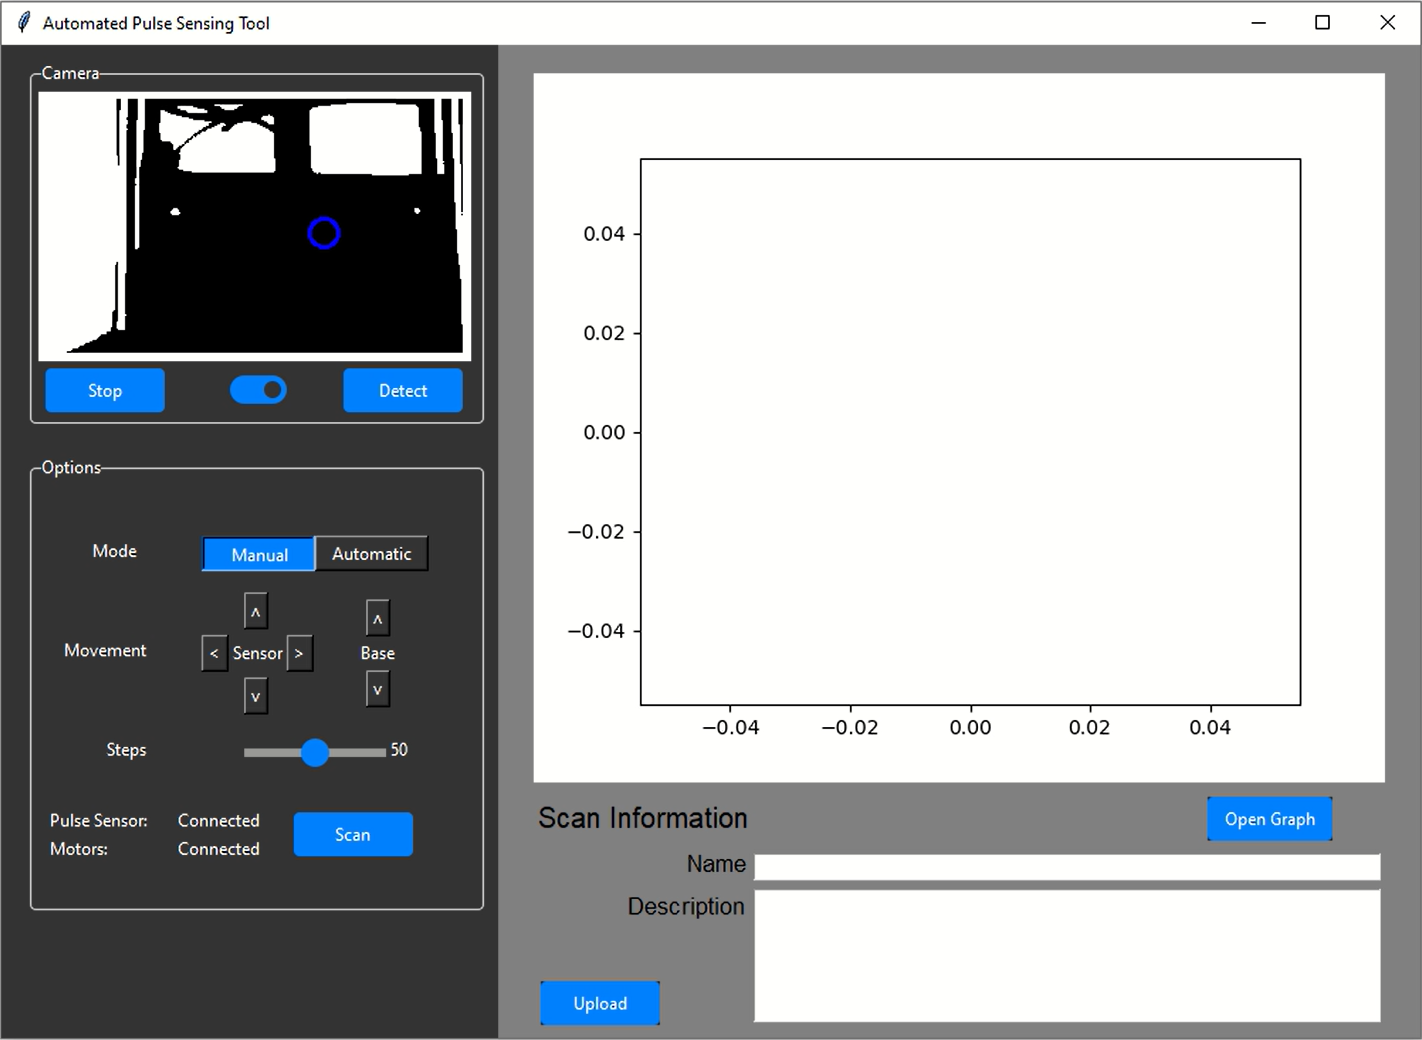 Automated Pulse Sensing Tool
Camera
Stop
Detect
Options
Mode
Manual
Automatic
Movement
^
< Sensor >
v
^
Base
v
Steps
50
Pulse Sensor: Connected
Motors: Connected
Scan
0.04
0.02
0.00
−0.02
−0.04
−0.04 −0.02 0.00 0.02 0.04
Scan Information
Open Graph
Name
Description
Upload